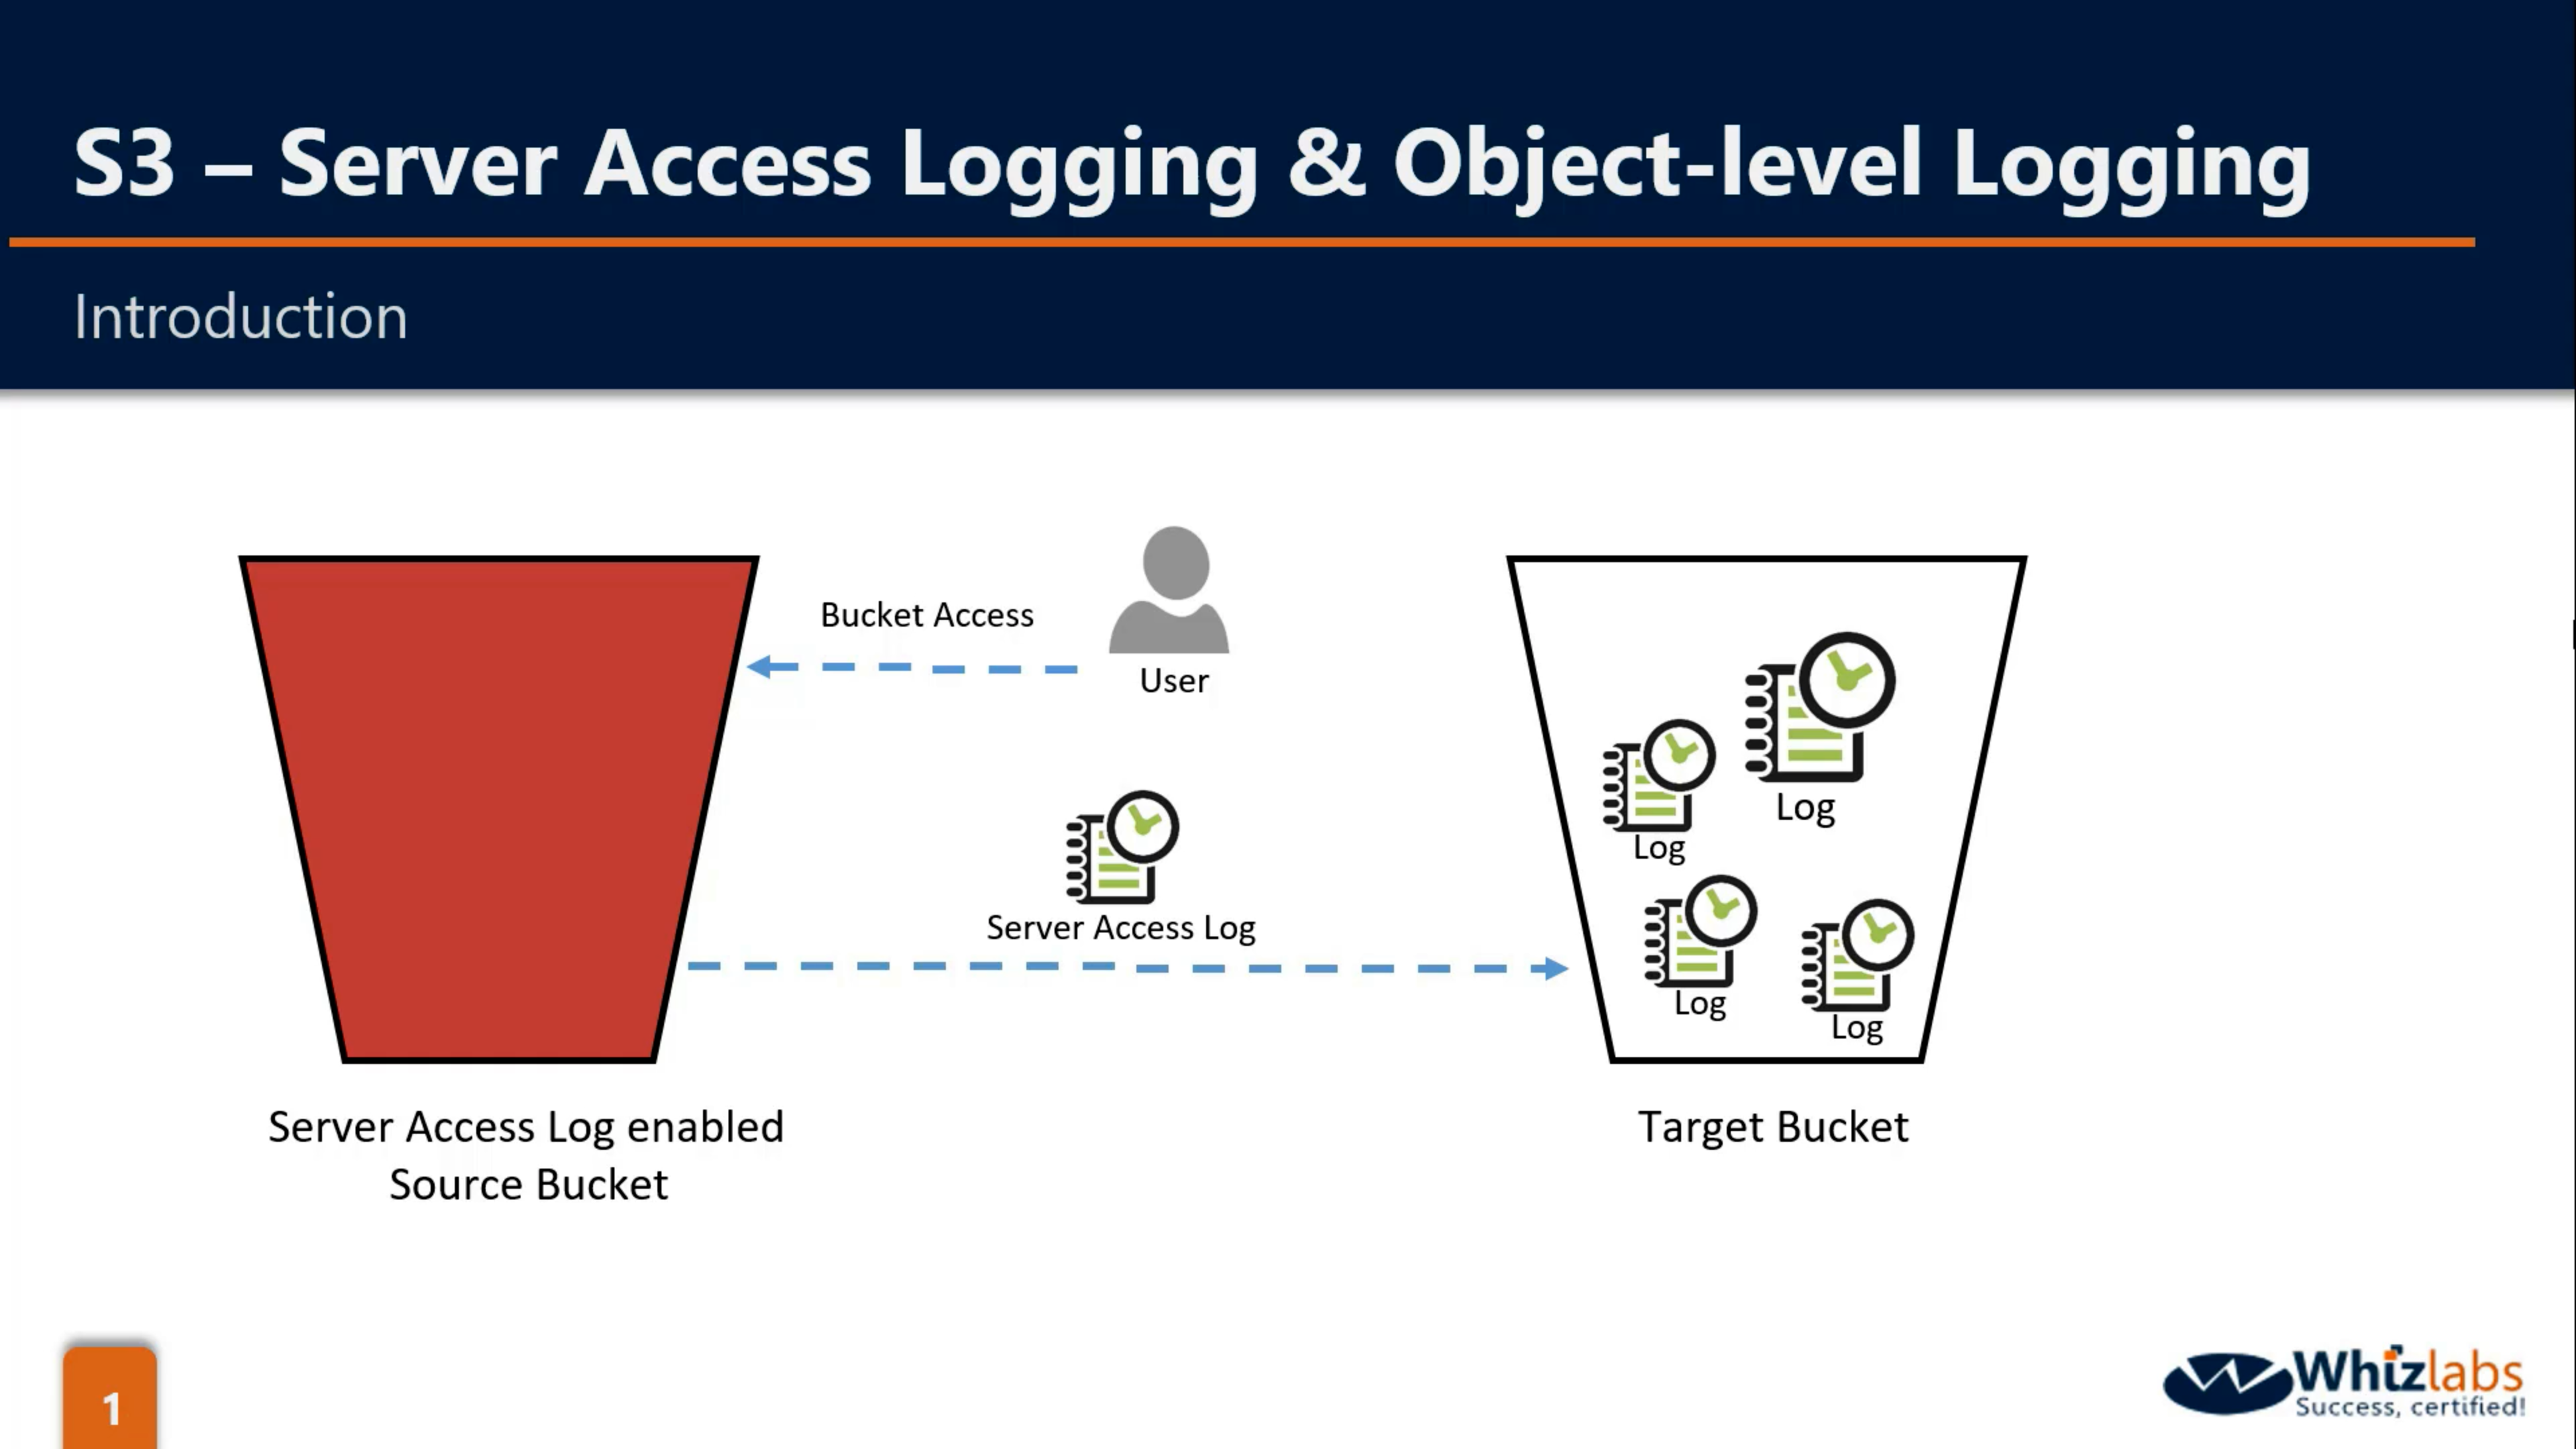 S3 – Server Access Logging & Object-level Logging
Introduction
Bucket Access
User
Server Access Log
Log
Log
Log
Log
Server Access Log enabled
Source Bucket
Target Bucket
1
Whizlabs
Success, certified!